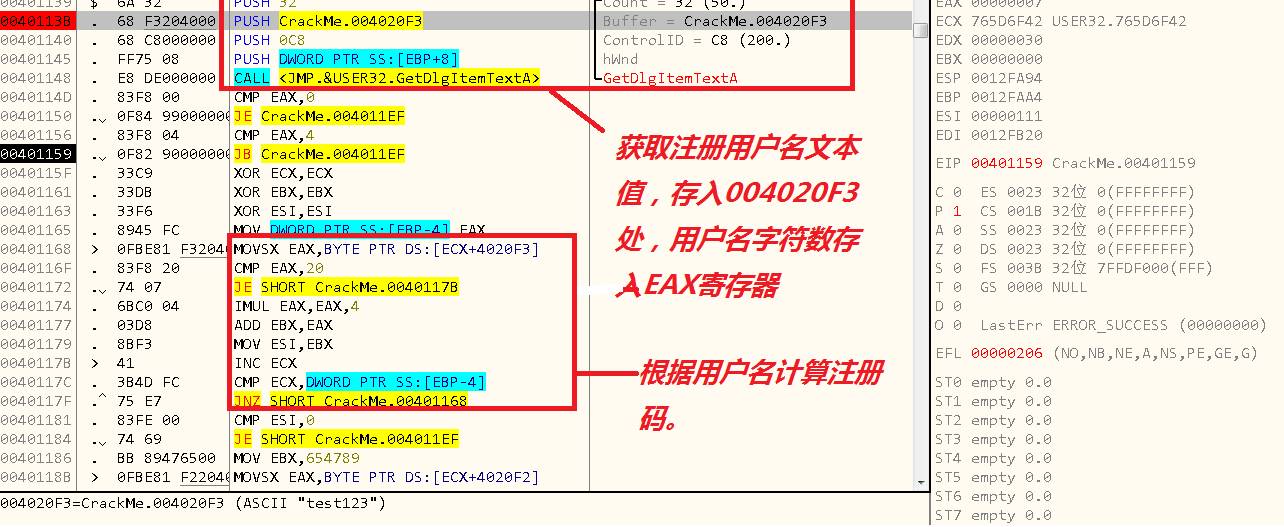 00401139 $ 6A 32 PUSH 32 Count = 32 (50.)
0040113B . 68 F3204000 PUSH CrackMe.004020F3 Buffer = CrackMe.004020F3
00401140 . 68 C8000000 PUSH 0C8 ControlID = C8 (200.)
00401145 . FF75 08 PUSH DWORD PTR SS:[EBP+8] hWnd
00401148 . E8 DE000000 CALL <JMP.&USER32.GetDlgItemTextA> GetDlgItemTextA
0040114D . 83F8 00 CMP EAX,0
00401150 .⌄ 0F84 99000000 JE CrackMe.004011EF
00401156 . 83F8 04 CMP EAX,4
00401159 .⌄ 0F82 90000000 JB CrackMe.004011EF
0040115F . 33C9 XOR ECX,ECX
00401161 . 33DB XOR EBX,EBX
00401163 . 33F6 XOR ESI,ESI
00401165 . 8945 FC MOV DWORD PTR SS:[EBP-4],EAX
00401168 > 0FBE81 F32040 MOVSX EAX,BYTE PTR DS:[ECX+4020F3]
0040116F . 83F8 20 CMP EAX,20
00401172 .⌄ 74 07 JE SHORT CrackMe.0040117B
00401174 . 6BC0 04 IMUL EAX,EAX,4
00401177 . 03D8 ADD EBX,EAX
00401179 . 8BF3 MOV ESI,EBX
0040117B > 41 INC ECX
0040117C . 3B4D FC CMP ECX,DWORD PTR SS:[EBP-4]
0040117F .^ 75 E7 JNZ SHORT CrackMe.00401168
00401181 . 83FE 00 CMP ESI,0
00401184 .⌄ 74 69 JE SHORT CrackMe.004011EF
00401186 . BB 89476500 MOV EBX,654789
0040118B > 0FBE81 F22040 MOVSX EAX,BYTE PTR DS:[ECX+4020F2]
004020F3=CrackMe.004020F3 (ASCII "test123")
获取注册用户名文本
值，存入004020F3
处，用户名字符数存
入EAX寄存器
根据用户名计算注册
码。
EAX 00000007
ECX 765D6F42 USER32.765D6F42
EDX 00000030
EBX 00000000
ESP 0012FA94
EBP 0012FAA4
ESI 00000111
EDI 0012FB20
EIP 00401159 CrackMe.00401159
C 0 ES 0023 32位 0(FFFFFFFF)
P 1 CS 001B 32位 0(FFFFFFFF)
A 0 SS 0023 32位 0(FFFFFFFF)
Z 0 DS 0023 32位 0(FFFFFFFF)
S 0 FS 003B 32位 7FFDF000(FFF)
T 0 GS 0000 NULL
D 0
O 0 LastErr ERROR_SUCCESS (00000000)
EFL 00000206 (NO,NB,NE,A,NS,PE,GE,G)
ST0 empty 0.0
ST1 empty 0.0
ST2 empty 0.0
ST3 empty 0.0
ST4 empty 0.0
ST5 empty 0.0
ST6 empty 0.0
ST7 empty 0.0